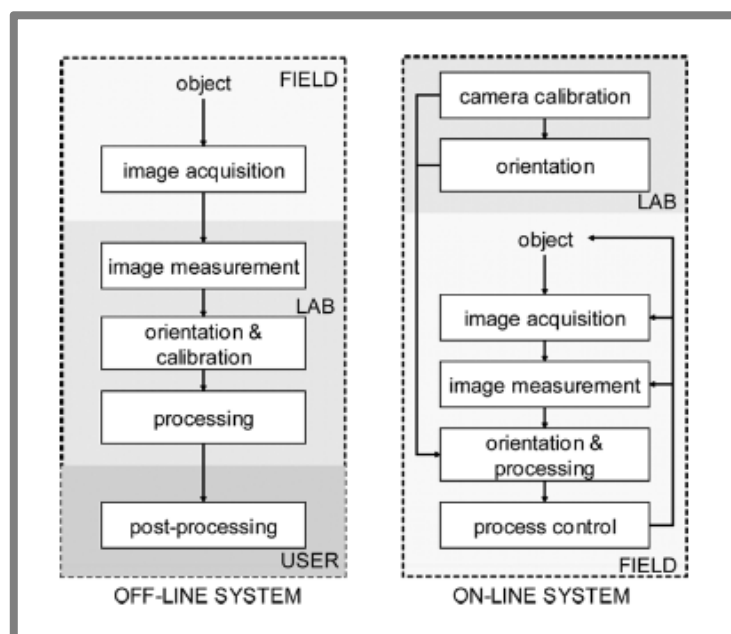 FIELD
object
image acquisition
image measurement
LAB
orientation &
calibration
processing
post-processing
USER
OFF-LINE SYSTEM
camera calibration
orientation
LAB
object
image acquisition
image measurement
orientation &
processing
process control
FIELD
ON-LINE SYSTEM